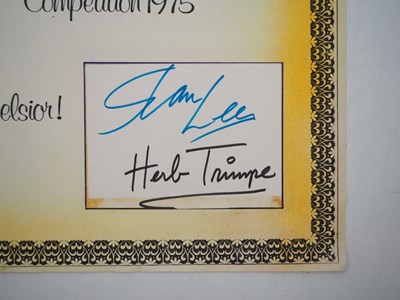 Competition 1975
elsior!
Stan Lee
Herb Trimpe